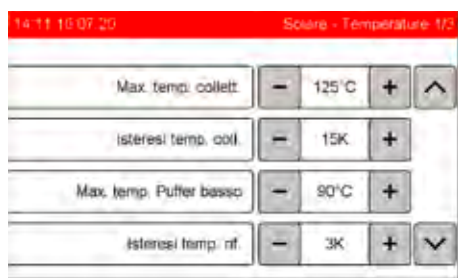 14:11 16.07.20 Solare - Temperature 1/3
Max. temp. collett. − 125°C +
Isteresi temp. coll. − 15K +
Max. temp. Puffer basso − 90°C +
Isteresi temp. rif. − 3K +